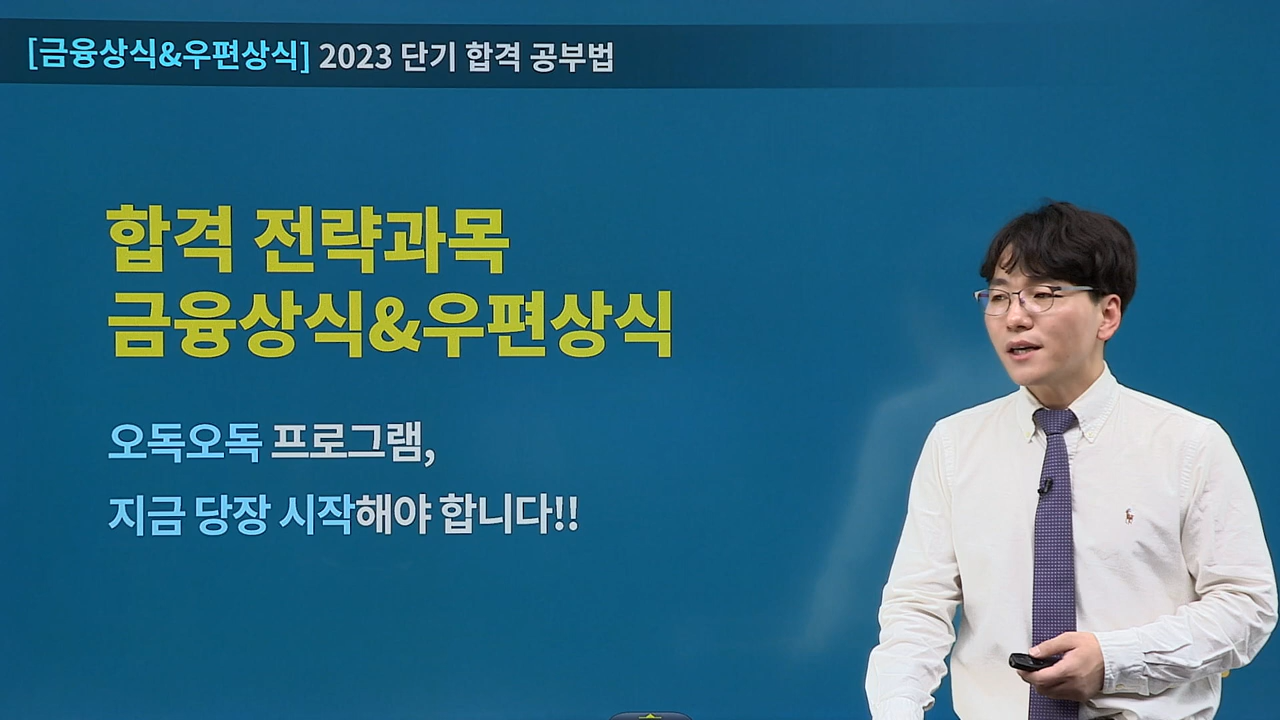 [금융상식&우편상식] 2023 단기 합격 공부법
합격 전략과목
금융상식&우편상식
오독오독 프로그램,
지금 당장 시작해야 합니다!!